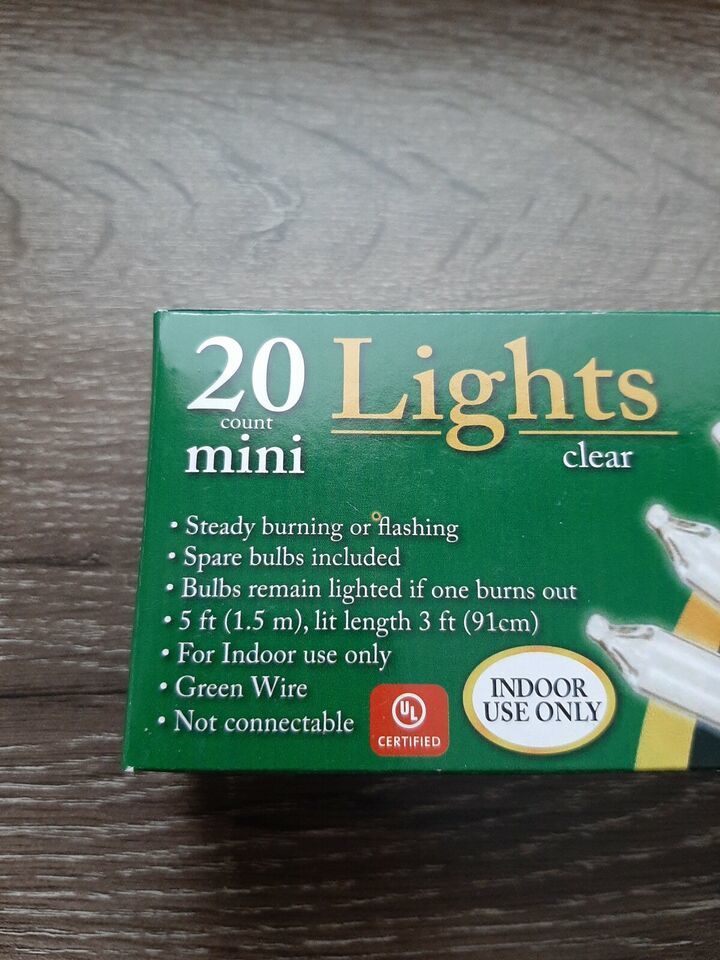 20 Lights
count
mini
clear
• Steady burning or flashing
• Spare bulbs included
• Bulbs remain lighted if one burns out
• 5 ft (1.5 m), lit length 3 ft (91cm)
• For Indoor use only
• Green Wire
• Not connectable
UL
CERTIFIED
INDOOR
USE ONLY